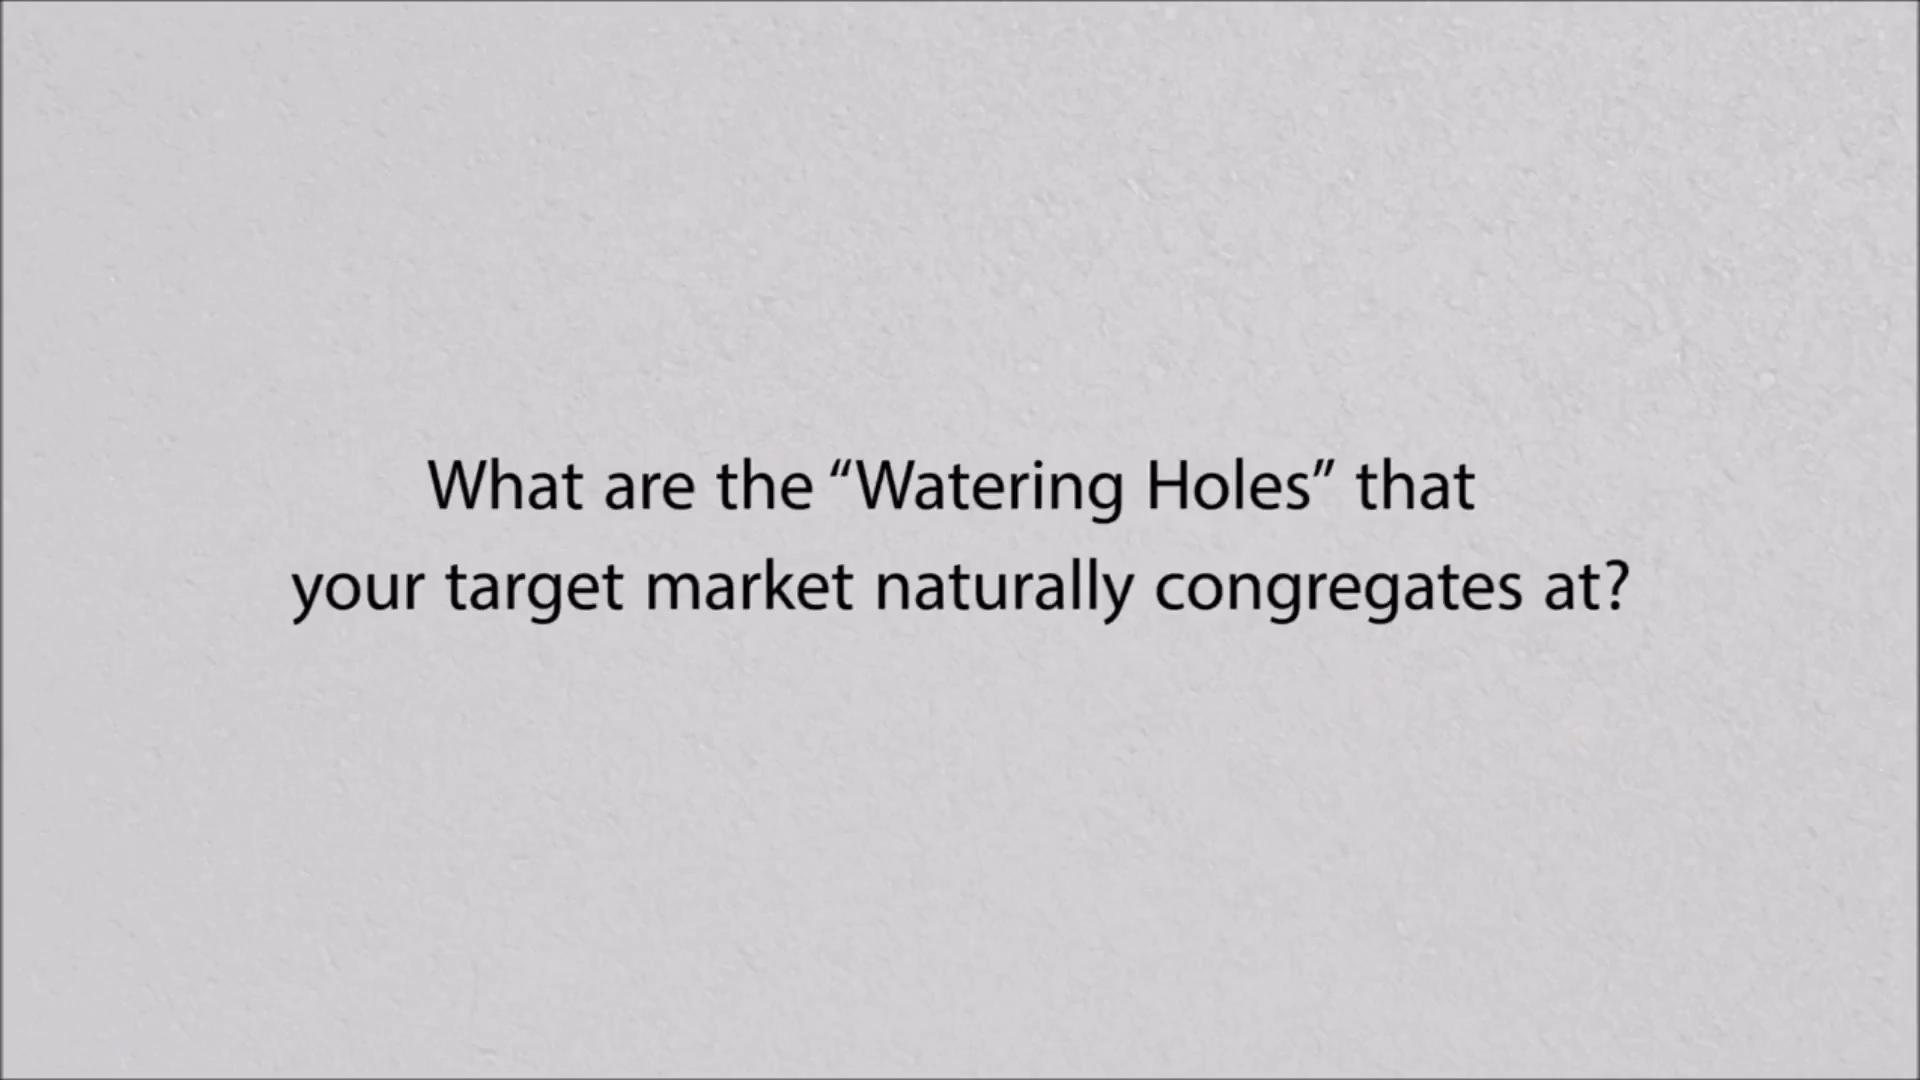 What are the “Watering Holes” that
your target market naturally congregates at?